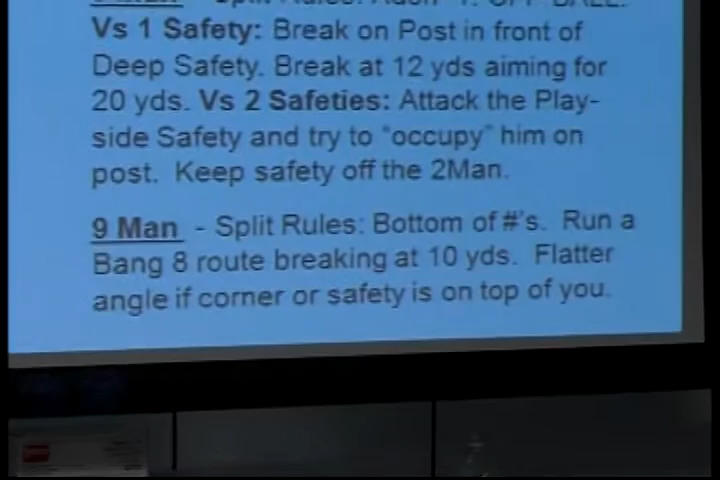 Vs 1 Safety: Break on Post in front of
Deep Safety. Break at 12 yds aiming for
20 yds. Vs 2 Safeties: Attack the Play-
side Safety and try to "occupy" him on
post. Keep safety off the 2Man.
9 Man - Split Rules: Bottom of #'s. Run a
Bang 8 route breaking at 10 yds. Flatter
angle if corner or safety is on top of you.